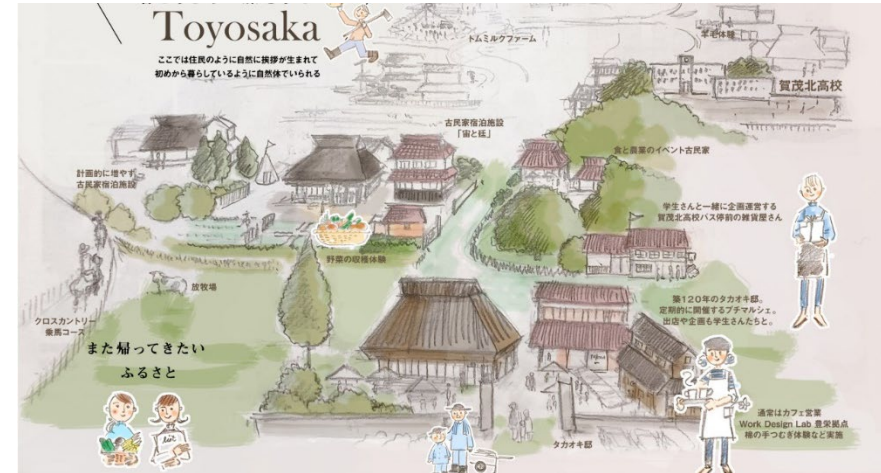 Toyosaka
ここでは住民のように自然に挨拶が生まれて
初めから暮らしているように自然体でいられる
トムミルクファーム
羊毛体験
賀茂北高校
古民家宿泊施設
「宙と廷」
食と農業のイベント古民家
計画的に増やす
古民家宿泊施設
学生さんと一緒に企画運営する
賀茂北高校バス停前の雑貨屋さん
野菜の収穫体験
放牧場
クロスカントリー
乗馬コース
築120年のタカオキ邸。
定期的に開催するプチマルシェ。
出店や企画も学生さんたちと。
また帰ってきたい
ふるさと
通常はカフェ営業
Work Design Lab 豊栄拠点
棉の手つむぎ体験など実施
タカオキ邸